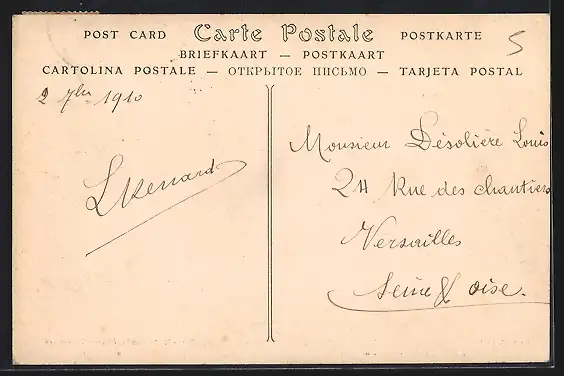 POST CARD Carte Postale POSTKARTE
BRIEFKAART — POSTKAART
CARTOLINA POSTALE — ОТКРЫТОЕ ПИСЬМО — TARJETA POSTAL
5
2 7bre 1910
L Renard
Monsieur Désolière Louis
24 Rue des Chantiers
Versailles
Seine & Oise.